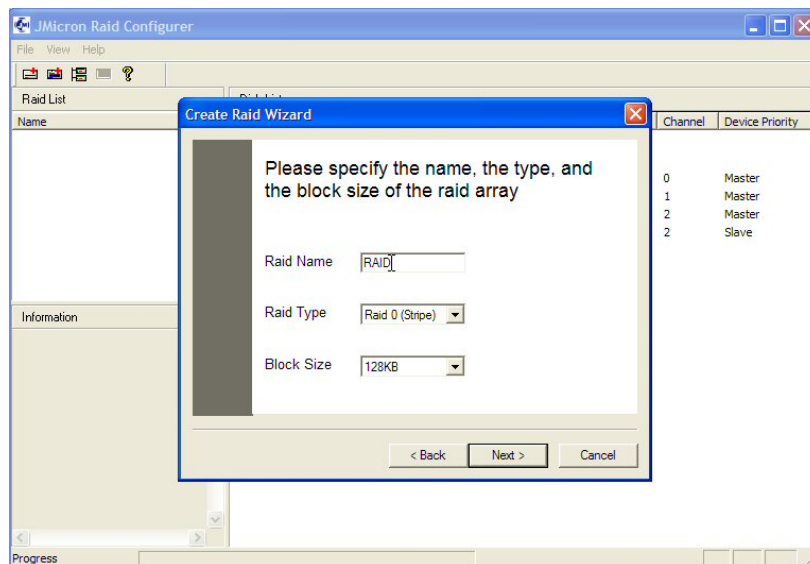 JMicron Raid Configurer
File View Help
Raid List
Name
Channel Device Priority
0 Master
1 Master
2 Master
2 Slave
Information
Create Raid Wizard
Please specify the name, the type, and
the block size of the raid array
Raid Name RAID
Raid Type Raid 0 (Stripe)
Block Size 128KB
< Back Next > Cancel
Progress